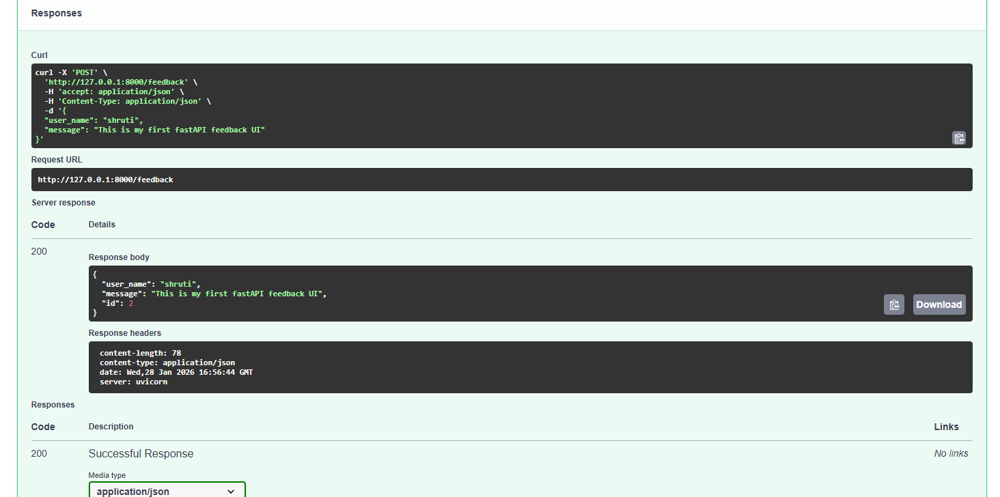 Responses
Curl
curl -X 'POST' \
  'http://127.0.0.1:8000/feedback' \
  -H 'accept: application/json' \
  -H 'Content-Type: application/json' \
  -d '{
  "user_name": "shruti",
  "message": "This is my first fastAPI feedback UI"
}'
Request URL
http://127.0.0.1:8000/feedback
Server response
Code Details
200
Response body
{
  "user_name": "shruti",
  "message": "This is my first fastAPI feedback UI",
  "id": 2
}
Download
Response headers
content-length: 78
content-type: application/json
date: Wed,28 Jan 2026 16:56:44 GMT
server: uvicorn
Responses
Code Description Links
200 Successful Response No links
Media type
application/json